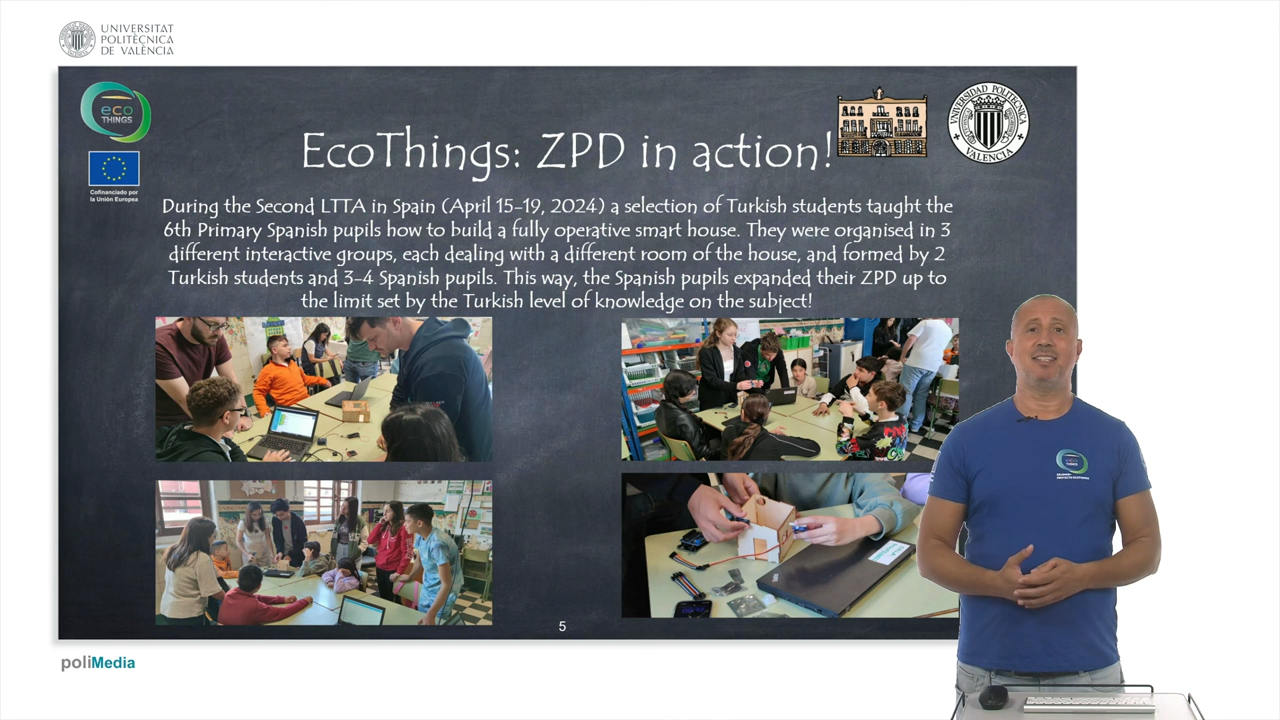 UNIVERSITAT
POLITÈCNICA
DE VALÈNCIA
eco
THINGS
Cofinanciado por
la Unión Europea
UNIVERSIDAD POLITECNICA
VALENCIA
EcoThings: ZPD in action!
During the Second LTTA in Spain (April 15-19, 2024) a selection of Turkish students taught the
6th Primary Spanish pupils how to build a fully operative smart house. They were organised in 3
different interactive groups, each dealing with a different room of the house, and formed by 2
Turkish students and 3-4 Spanish pupils. This way, the Spanish pupils expanded their ZPD up to
the limit set by the Turkish level of knowledge on the subject!
eco
THINGS
5
poliMedia